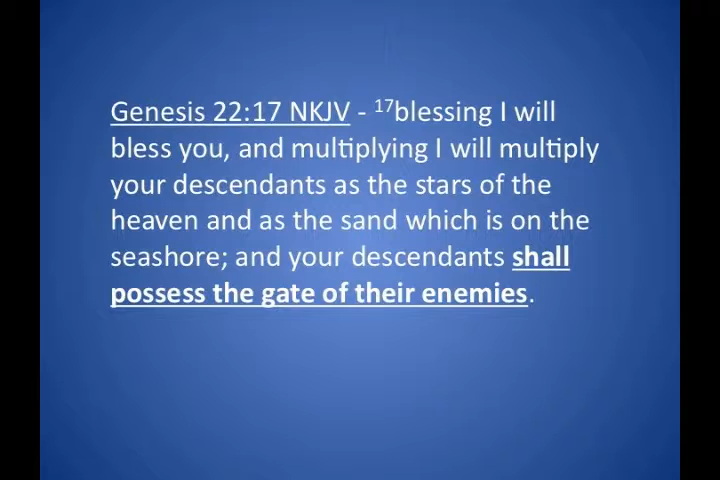 Genesis 22:17 NKJV - 17blessing I will
bless you, and multiplying I will multiply
your descendants as the stars of the
heaven and as the sand which is on the
seashore; and your descendants shall
possess the gate of their enemies.